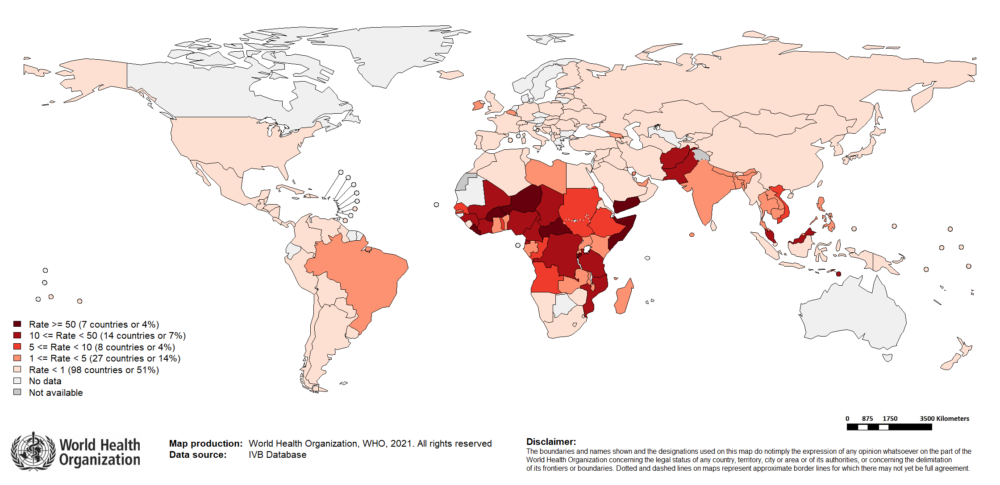 Rate >= 50 (7 countries or 4%)
10 <= Rate < 50 (14 countries or 7%)
5 <= Rate < 10 (8 countries or 4%)
1 <= Rate < 5 (27 countries or 14%)
Rate < 1 (98 countries or 51%)
No data
Not available
0 875 1750 3500 Kilometers
World Health
Organization
Map production: World Health Organization, WHO, 2021. All rights reserved
Data source: IVB Database
Disclaimer:
The boundaries and names shown and the designations used on this map do notimply the expression of any opinion whatsoever on the part of the
World Health Organization concerning the legal status of any country, territory, city or area or of its authorities, or concerning the delimitation
of its frontiers or boundaries. Dotted and dashed lines on maps represent approximate border lines for which there may not yet be full agreement.